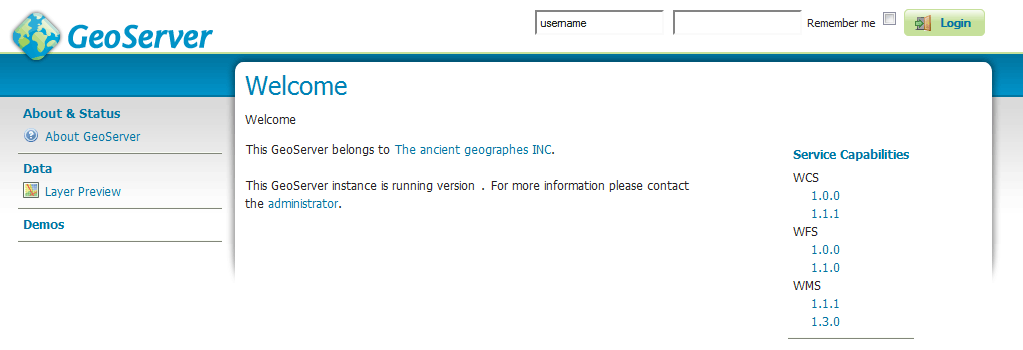 GeoServer
username
Remember me
Login
About & Status
About GeoServer
Data
Layer Preview
Demos
Welcome
Welcome
This GeoServer belongs to The ancient geographes INC.
This GeoServer instance is running version . For more information please contact
the administrator.
Service Capabilities
WCS
1.0.0
1.1.1
WFS
1.0.0
1.1.0
WMS
1.1.1
1.3.0